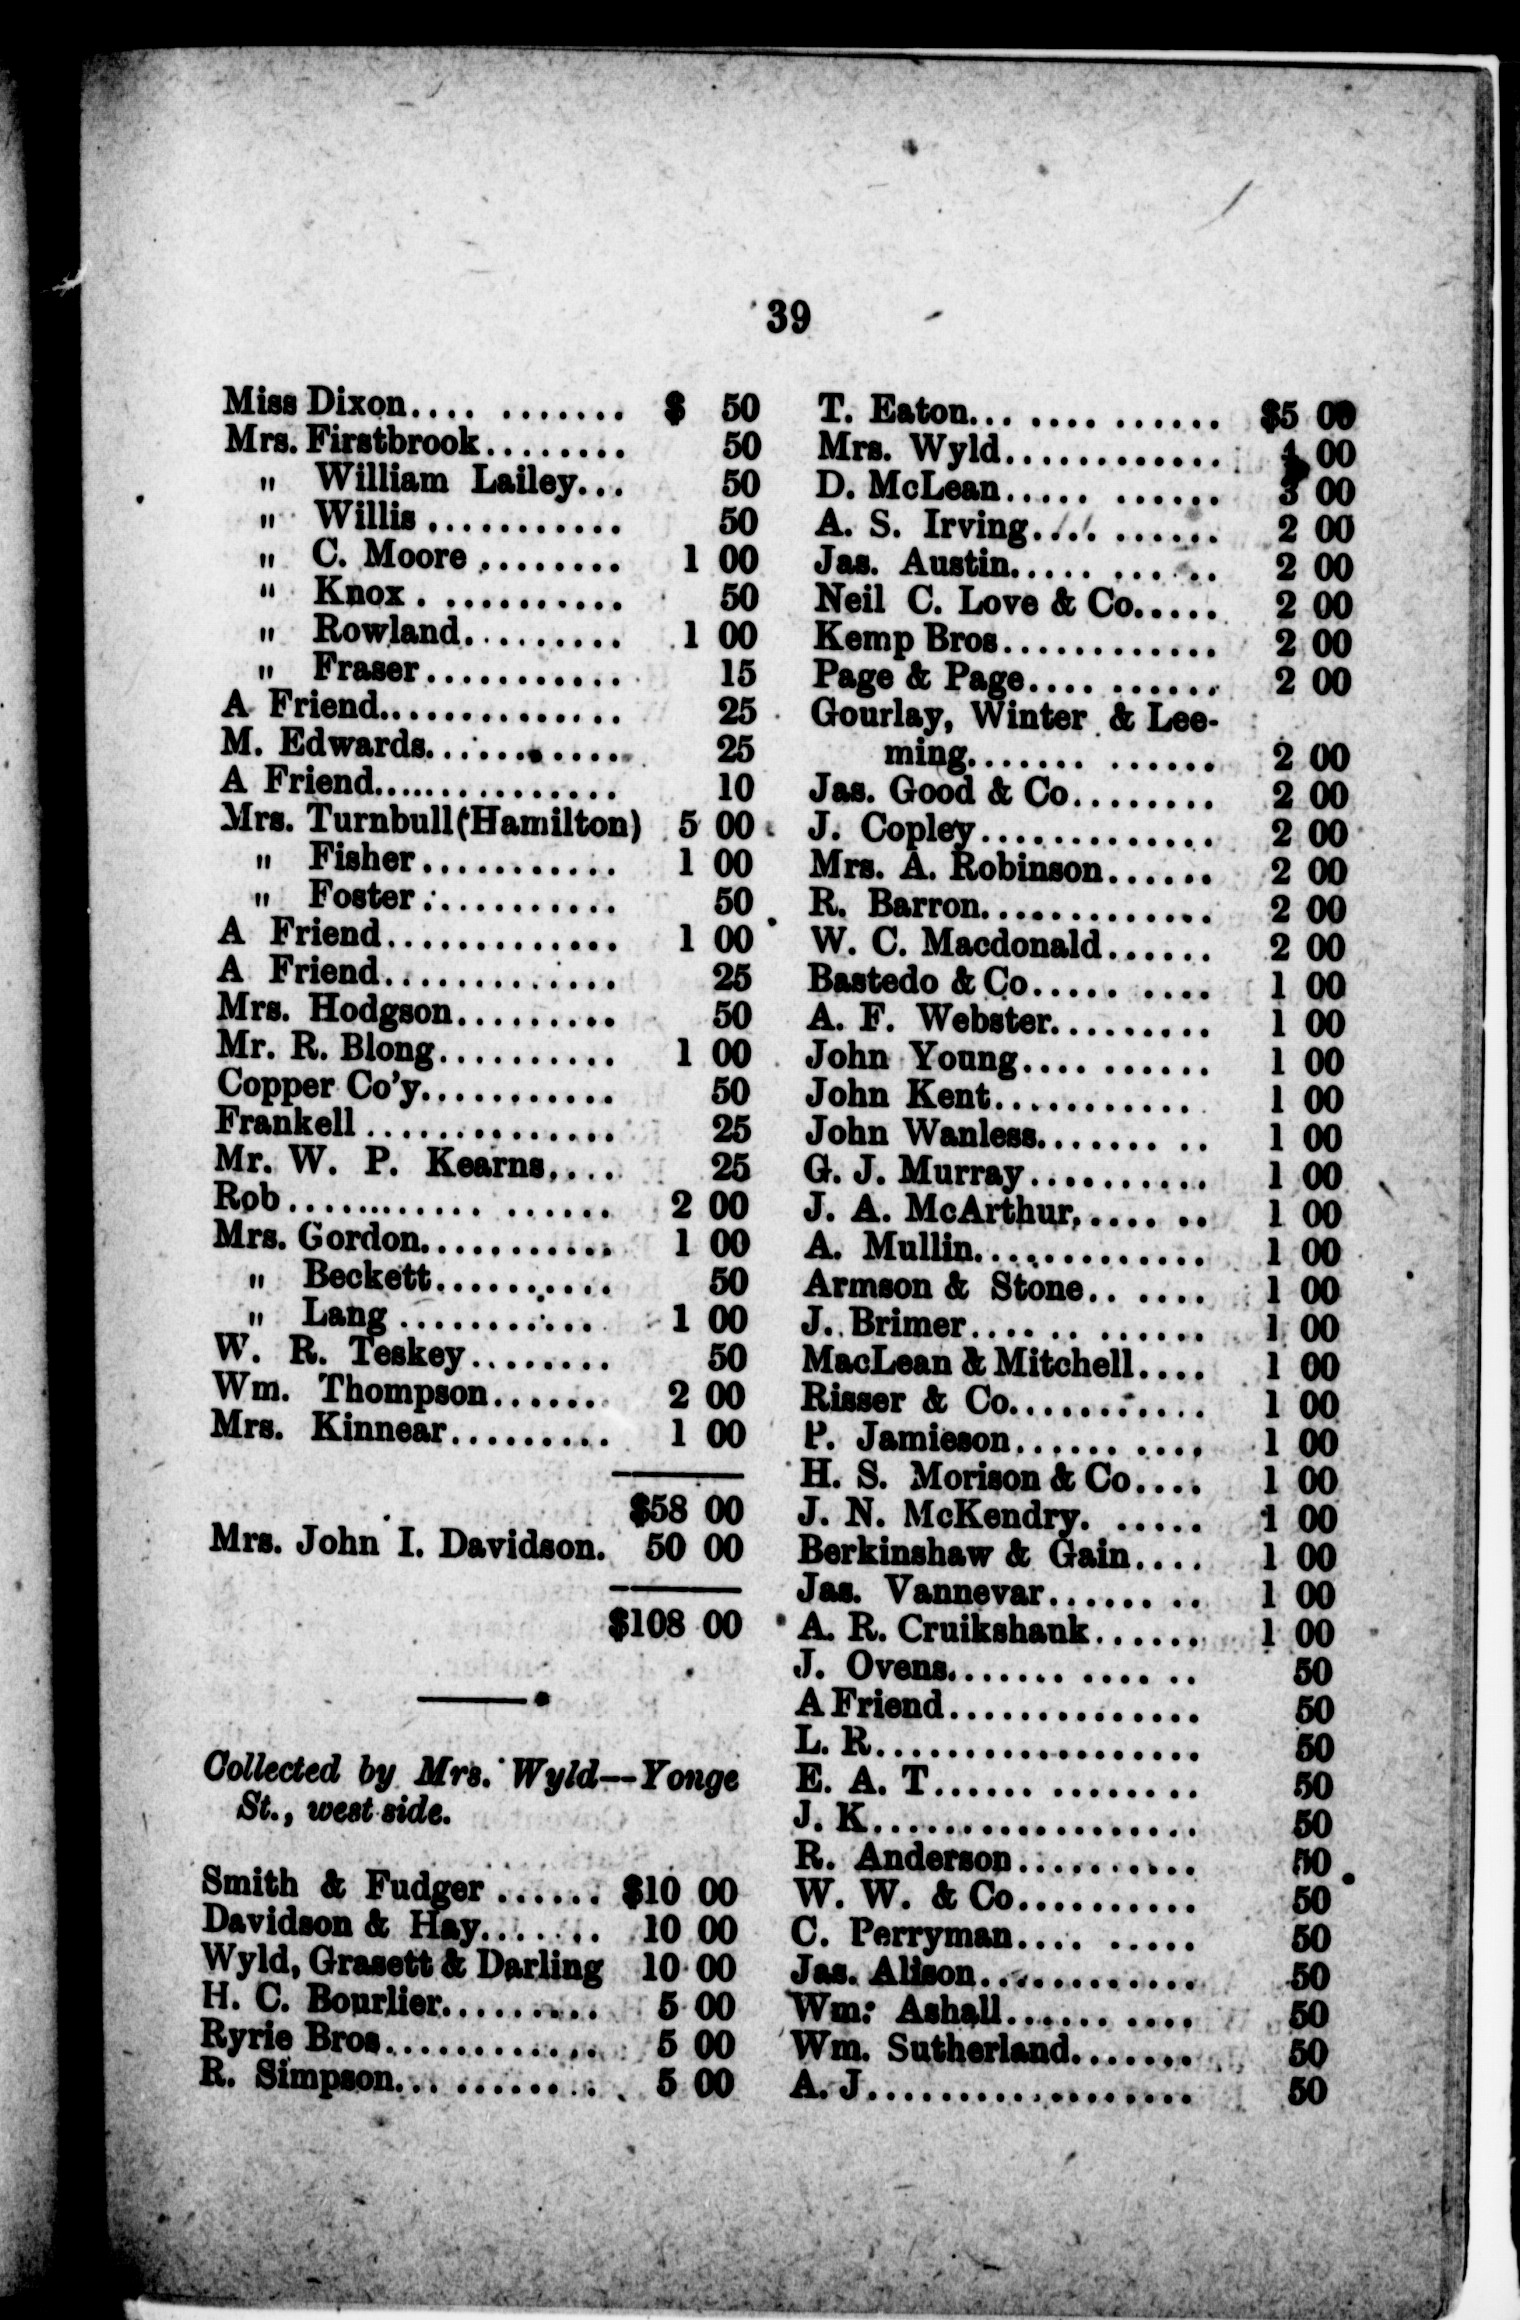 39
Miss Dixon.... ....... $ 50
Mrs. Firstbrook........ 50
" William Lailey... 50
" Willis........... 50
" C. Moore........ 1 00
" Knox. .......... 50
" Rowland......... 1 00
" Fraser........... 15
A Friend.............. 25
M. Edwards............ 25
A Friend............... 10
Mrs. Turnbull (Hamilton) 5 00
" Fisher........... 1 00
" Foster........... 50
A Friend............. 1 00
A Friend............. 25
Mrs. Hodgson......... 50
Mr. R. Blong.......... 1 00
Copper Co'y........... 50
Frankell.............. 25
Mr. W. P. Kearns.... 25
Rob........... ...... 2 00
Mrs. Gordon........... 1 00
" Beckett.......... 50
" Lang........... 1 00
W. R. Teskey........ 50
Wm. Thompson....... 2 00
Mrs. Kinnear......... 1 00
$58 00
Mrs. John I. Davidson. 50 00
$108 00
Collected by Mrs. Wyld--Yonge
St., west side.
Smith & Fudger...... $10 00
Davidson & Hay....... 10 00
Wyld, Grasett & Darling 10 00
H. C. Bourlier......... 5 00
Ryrie Bros............ 5 00
R. Simpson... ........ 5 00
T. Eaton... .... ...... $5 00
Mrs. Wyld............ 00
D. McLean..... ...... 3 00
A. S. Irving.... ...... 2 00
Jas. Austin..... ...... 2 00
Neil C. Love & Co..... 2 00
Kemp Bros............ 2 00
Page & Page.... ...... 2 00
Gourlay, Winter & Lee-
ming....... ...... 2 00
Jas. Good & Co........ 2 00
J. Copley............. 2 00
Mrs. A. Robinson...... 2 00
R. Barron............. 2 00
W. C. Macdonald...... 2 00
Bastedo & Co..... .... 1 00
A. F. Webster......... 1 00
John Young.... ...... 1 00
John Kent........... 1 00
John Wanless....... .. 1 00
G. J. Murray.......... 1 00
J. A. McArthur,.... .. 1 00
A. Mullin............. 1 00
Armson & Stone.. .... 1 00
J. Brimer.... .. ...... 1 00
MacLean & Mitchell.... 1 00
Risser & Co........... 1 00
P. Jamieson...... .... 1 00
H. S. Morison & Co.... 1 00
J. N. McKendry. ..... 1 00
Berkinshaw & Gain.... 1 00
Jas. Vannevar...... .. 1 00
A. R. Cruikshank...... 1 00
J. Ovens....... .... .. 50
A Friend.............. 50
L. R.................. 50
E. A. T...... ........ 50
J. K.................. 50
R. Anderson.......... 50
W. W. & Co.......... 50
C. Perryman.... ..... 50
Jas. Alison............ 50
Wm. Ashall...... .... 50
Wm. Sutherland....... 50
A. J.................. 50